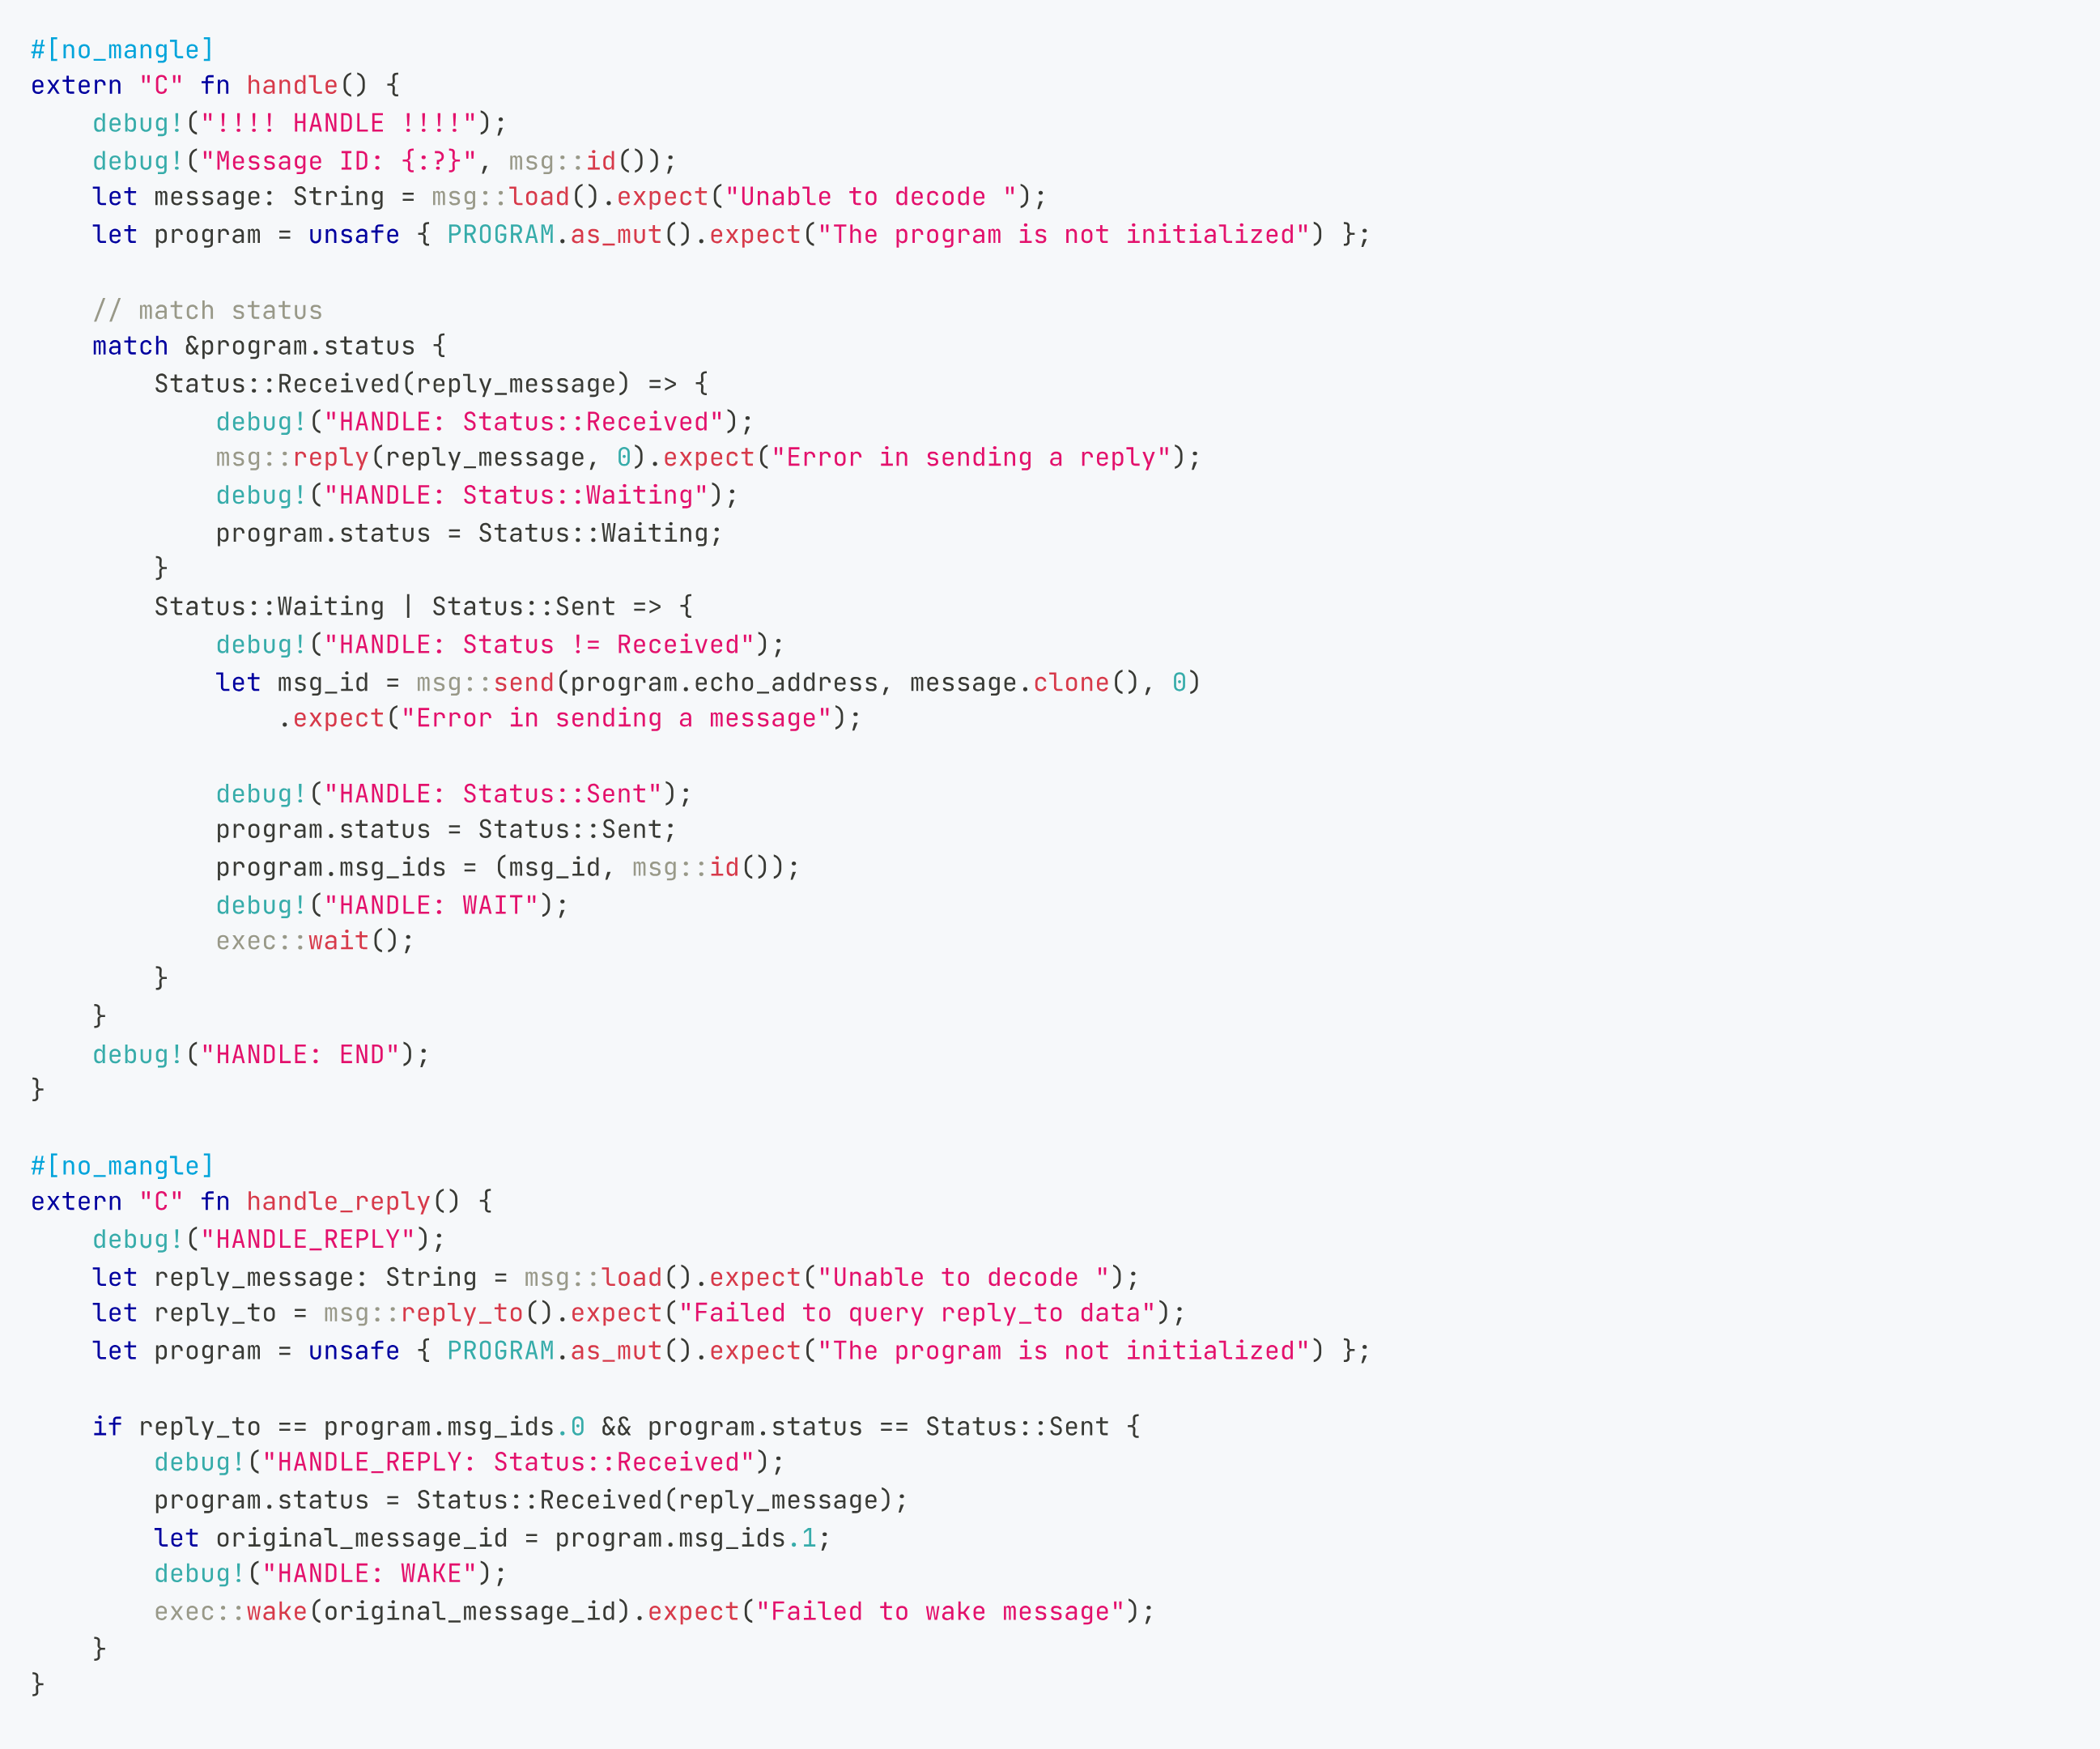 #[no_mangle]
extern "C" fn handle() {
    debug!("!!!! HANDLE !!!!");
    debug!("Message ID: {:?}", msg::id());
    let message: String = msg::load().expect("Unable to decode ");
    let program = unsafe { PROGRAM.as_mut().expect("The program is not initialized") };

    // match status
    match &program.status {
        Status::Received(reply_message) => {
            debug!("HANDLE: Status::Received");
            msg::reply(reply_message, 0).expect("Error in sending a reply");
            debug!("HANDLE: Status::Waiting");
            program.status = Status::Waiting;
        }
        Status::Waiting | Status::Sent => {
            debug!("HANDLE: Status != Received");
            let msg_id = msg::send(program.echo_address, message.clone(), 0)
                .expect("Error in sending a message");

            debug!("HANDLE: Status::Sent");
            program.status = Status::Sent;
            program.msg_ids = (msg_id, msg::id());
            debug!("HANDLE: WAIT");
            exec::wait();
        }
    }
    debug!("HANDLE: END");
}

#[no_mangle]
extern "C" fn handle_reply() {
    debug!("HANDLE_REPLY");
    let reply_message: String = msg::load().expect("Unable to decode ");
    let reply_to = msg::reply_to().expect("Failed to query reply_to data");
    let program = unsafe { PROGRAM.as_mut().expect("The program is not initialized") };

    if reply_to == program.msg_ids.0 && program.status == Status::Sent {
        debug!("HANDLE_REPLY: Status::Received");
        program.status = Status::Received(reply_message);
        let original_message_id = program.msg_ids.1;
        debug!("HANDLE: WAKE");
        exec::wake(original_message_id).expect("Failed to wake message");
    }
}